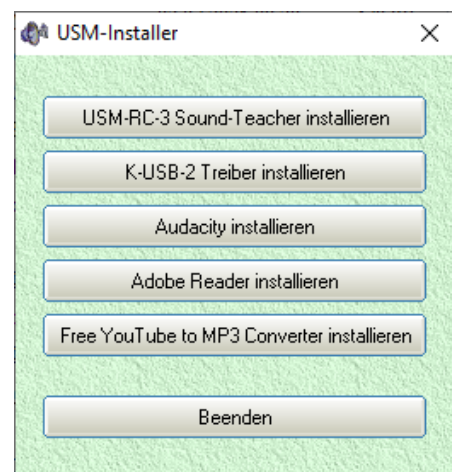 USM-Installer
USM-RC-3 Sound-Teacher installieren
K-USB-2 Treiber installieren
Audacity installieren
Adobe Reader installieren
Free YouTube to MP3 Converter installieren
Beenden